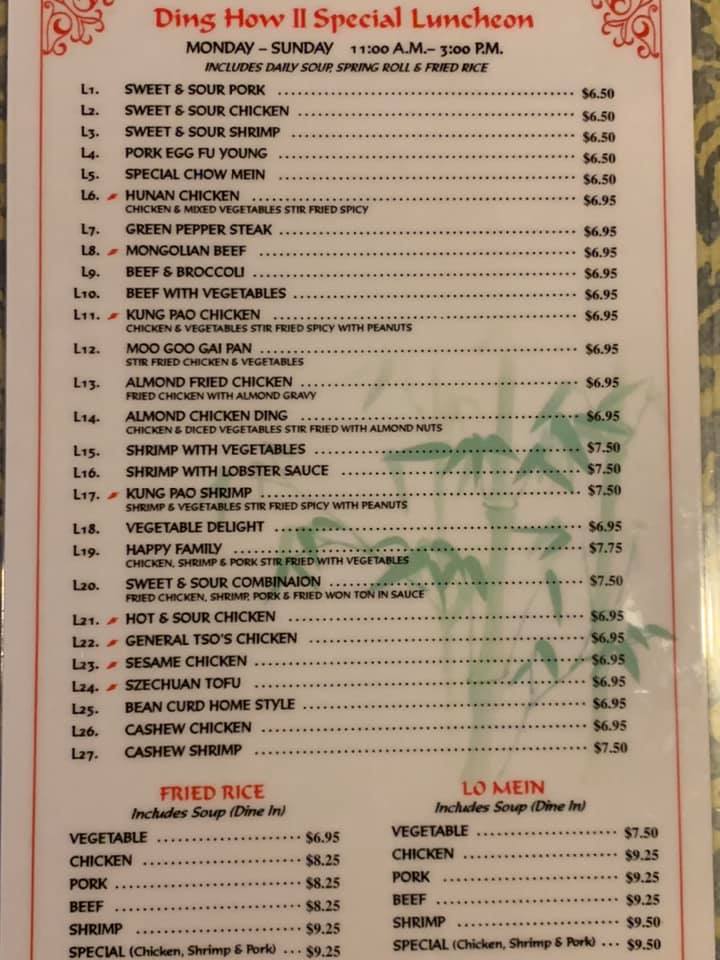 Ding How II Special Luncheon
MONDAY – SUNDAY 11:00 A.M.– 3:00 P.M.
INCLUDES DAILY SOUP, SPRING ROLL & FRIED RICE
L1. SWEET & SOUR PORK $6.50
L2. SWEET & SOUR CHICKEN $6.50
L3. SWEET & SOUR SHRIMP $6.50
L4. PORK EGG FU YOUNG $6.50
L5. SPECIAL CHOW MEIN $6.50
L6. HUNAN CHICKEN $6.95
CHICKEN & MIXED VEGETABLES STIR FRIED SPICY
L7. GREEN PEPPER STEAK $6.95
L8. MONGOLIAN BEEF $6.95
L9. BEEF & BROCCOLI $6.95
L10. BEEF WITH VEGETABLES $6.95
L11. KUNG PAO CHICKEN $6.95
CHICKEN & VEGETABLES STIR FRIED SPICY WITH PEANUTS
L12. MOO GOO GAI PAN $6.95
STIR FRIED CHICKEN & VEGETABLES
L13. ALMOND FRIED CHICKEN $6.95
FRIED CHICKEN WITH ALMOND GRAVY
L14. ALMOND CHICKEN DING $6.95
CHICKEN & DICED VEGETABLES STIR FRIED WITH ALMOND NUTS
L15. SHRIMP WITH VEGETABLES $7.50
L16. SHRIMP WITH LOBSTER SAUCE $7.50
L17. KUNG PAO SHRIMP $7.50
SHRIMP & VEGETABLES STIR FRIED SPICY WITH PEANUTS
L18. VEGETABLE DELIGHT $6.95
L19. HAPPY FAMILY $7.75
CHICKEN, SHRIMP & PORK STIR FRIED WITH VEGETABLES
L20. SWEET & SOUR COMBINAION $7.50
FRIED CHICKEN, SHRIMP, PORK & FRIED WON TON IN SAUCE
L21. HOT & SOUR CHICKEN $6.95
L22. GENERAL TSO'S CHICKEN $6.95
L23. SESAME CHICKEN $6.95
L24. SZECHUAN TOFU $6.95
L25. BEAN CURD HOME STYLE $6.95
L26. CASHEW CHICKEN $6.95
L27. CASHEW SHRIMP $7.50
FRIED RICE
Includes Soup (Dine In)
VEGETABLE $6.95
CHICKEN $8.25
PORK $8.25
BEEF $8.25
SHRIMP $9.25
SPECIAL (Chicken, Shrimp & Pork) $9.25
LO MEIN
Includes Soup (Dine In)
VEGETABLE $7.50
CHICKEN $9.25
PORK $9.25
BEEF $9.25
SHRIMP $9.50
SPECIAL (Chicken, Shrimp & Pork) $9.50